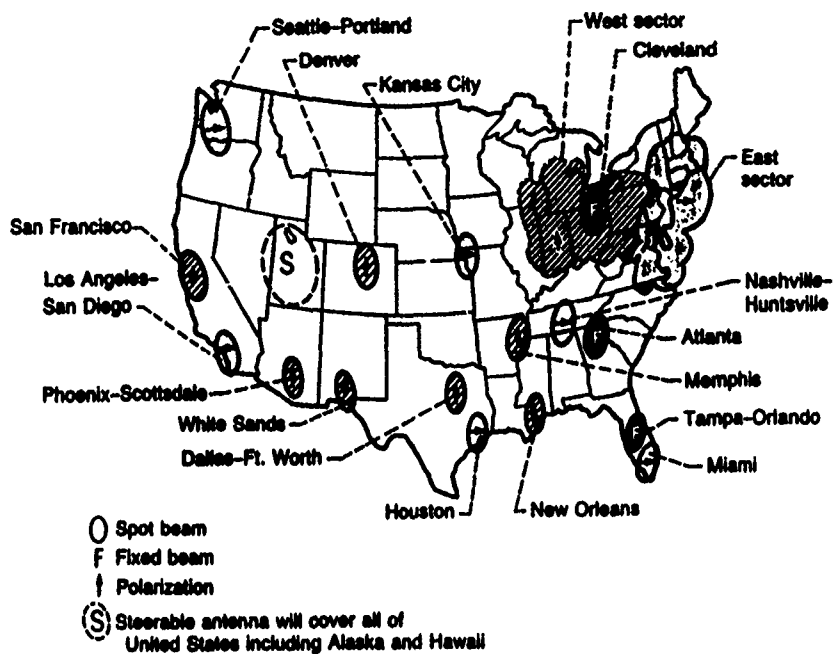 West sector
Seattle-Portland
Cleveland
Denver
Kansas City
East
sector
San Francisco
S
F
Los Angeles-
San Diego
Nashville-
Huntsville
Atlanta
F
Phoenix-Scottsdale
Memphis
White Sands
Tampa-Orlando
F
Dallas-Ft. Worth
Miami
Houston
New Orleans
Spot beam
F Fixed beam
Polarization
S Steerable antenna will cover all of
United States including Alaska and Hawaii